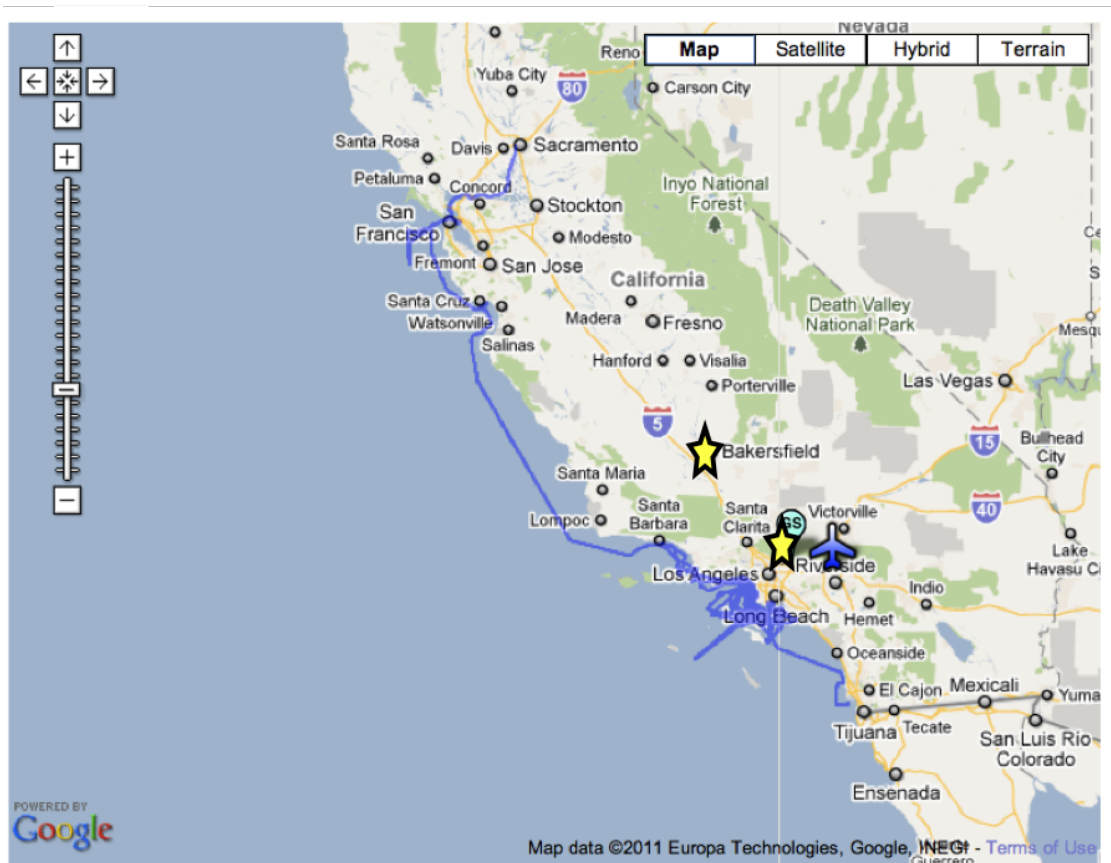 Nevada
Map
Satellite
Hybrid
Terrain
Reno
Yuba City
80
Carson City
Santa Rosa
Davis
Sacramento
Petaluma
Concord
Inyo National
Forest
San
Francisco
Stockton
Modesto
Fremont
San Jose
California
Santa Cruz
Watsonville
Madera
Fresno
Death Valley
National Park
Salinas
Hanford
Visalia
Porterville
Las Vegas
5
15
Bakersfield
Bullhead
City
Santa Maria
40
Lompoc
Santa
Barbara
Santa
Clarita
GS
Victorville
Lake
Havasu
Los Angeles
Riverside
Indio
Long Beach
Hemet
Oceanside
El Cajon
Mexicali
Yuma
Tijuana
Tecate
San Luis Río
Colorado
Ensenada
POWERED BY
Google
Map data ©2011 Europa Technologies, Google, INEGI - Terms of Use